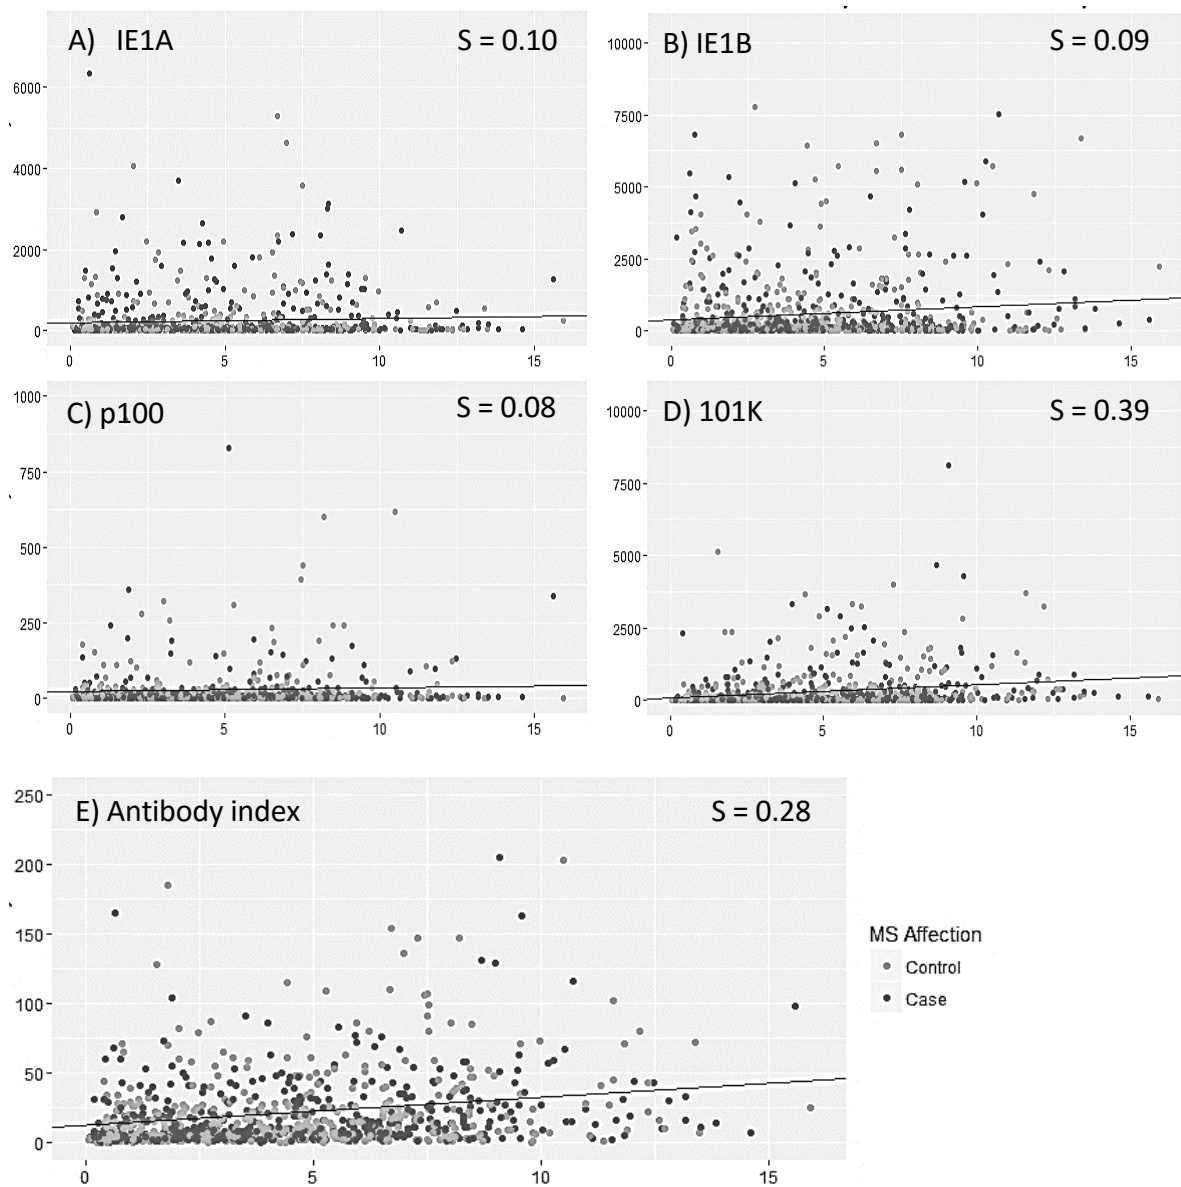 A) IE1A S = 0.10
6000
4000
2000
0
0 5 10 15
B) IE1B S = 0.09
10000
7500
5000
2500
0
0 5 10 15
C) p100 S = 0.08
1000
750
500
250
0
0 5 10 15
D) 101K S = 0.39
10000
7500
5000
2500
0
0 5 10 15
E) Antibody index S = 0.28
250
200
150
100
50
0
0 5 10 15
MS Affection
Control
Case